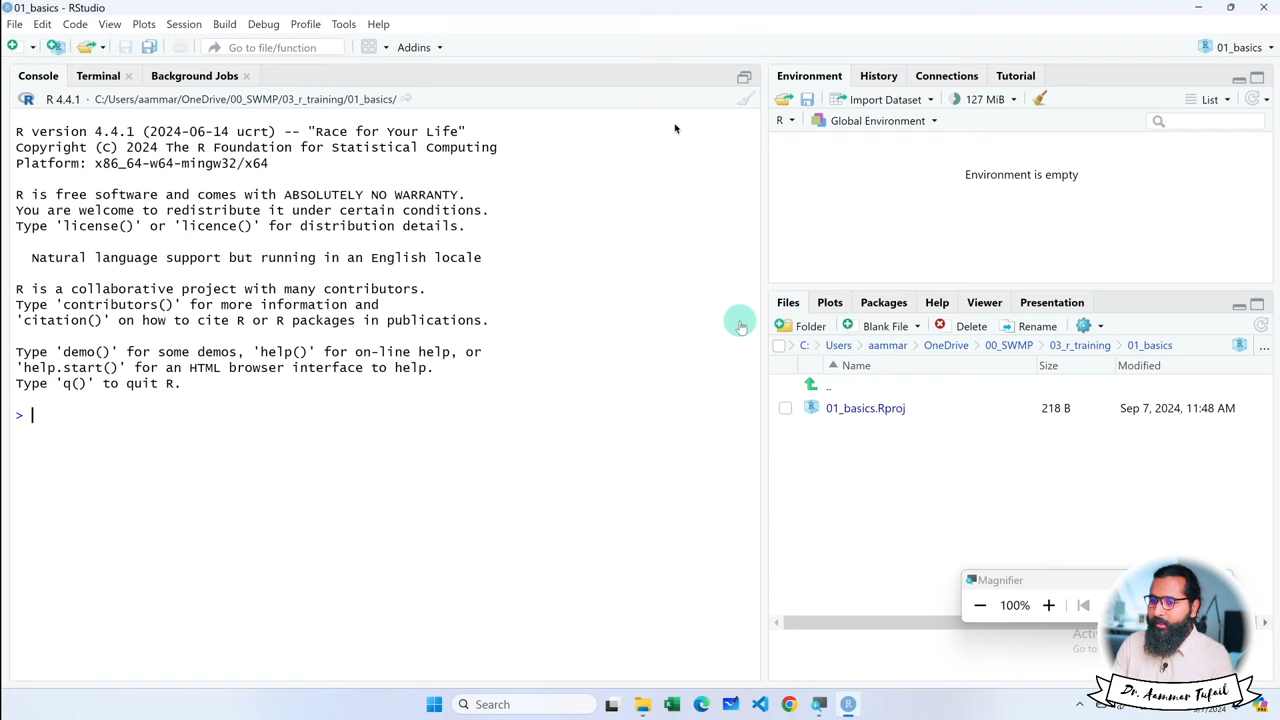 01_basics - RStudio
File Edit Code View Plots Session Build Debug Profile Tools Help
Go to file/function Addins 01_basics
Console Terminal Background Jobs
R 4.4.1 · C:/Users/aammar/OneDrive/00_SWMP/03_r_training/01_basics/
R version 4.4.1 (2024-06-14 ucrt) -- "Race for Your Life"
Copyright (C) 2024 The R Foundation for Statistical Computing
Platform: x86_64-w64-mingw32/x64
R is free software and comes with ABSOLUTELY NO WARRANTY.
You are welcome to redistribute it under certain conditions.
Type 'license()' or 'licence()' for distribution details.
Natural language support but running in an English locale
R is a collaborative project with many contributors.
Type 'contributors()' for more information and
'citation()' on how to cite R or R packages in publications.
Type 'demo()' for some demos, 'help()' for on-line help, or
'help.start()' for an HTML browser interface to help.
Type 'q()' to quit R.
>
Environment History Connections Tutorial
Import Dataset 127 MiB List
R Global Environment
Environment is empty
Files Plots Packages Help Viewer Presentation
Folder Blank File Delete Rename
C: Users aammar OneDrive 00_SWMP 03_r_training 01_basics ...
Name Size Modified
..
01_basics.Rproj 218 B Sep 7, 2024, 11:48 AM
Magnifier
100%
Dr. Aammar Tufail
Search